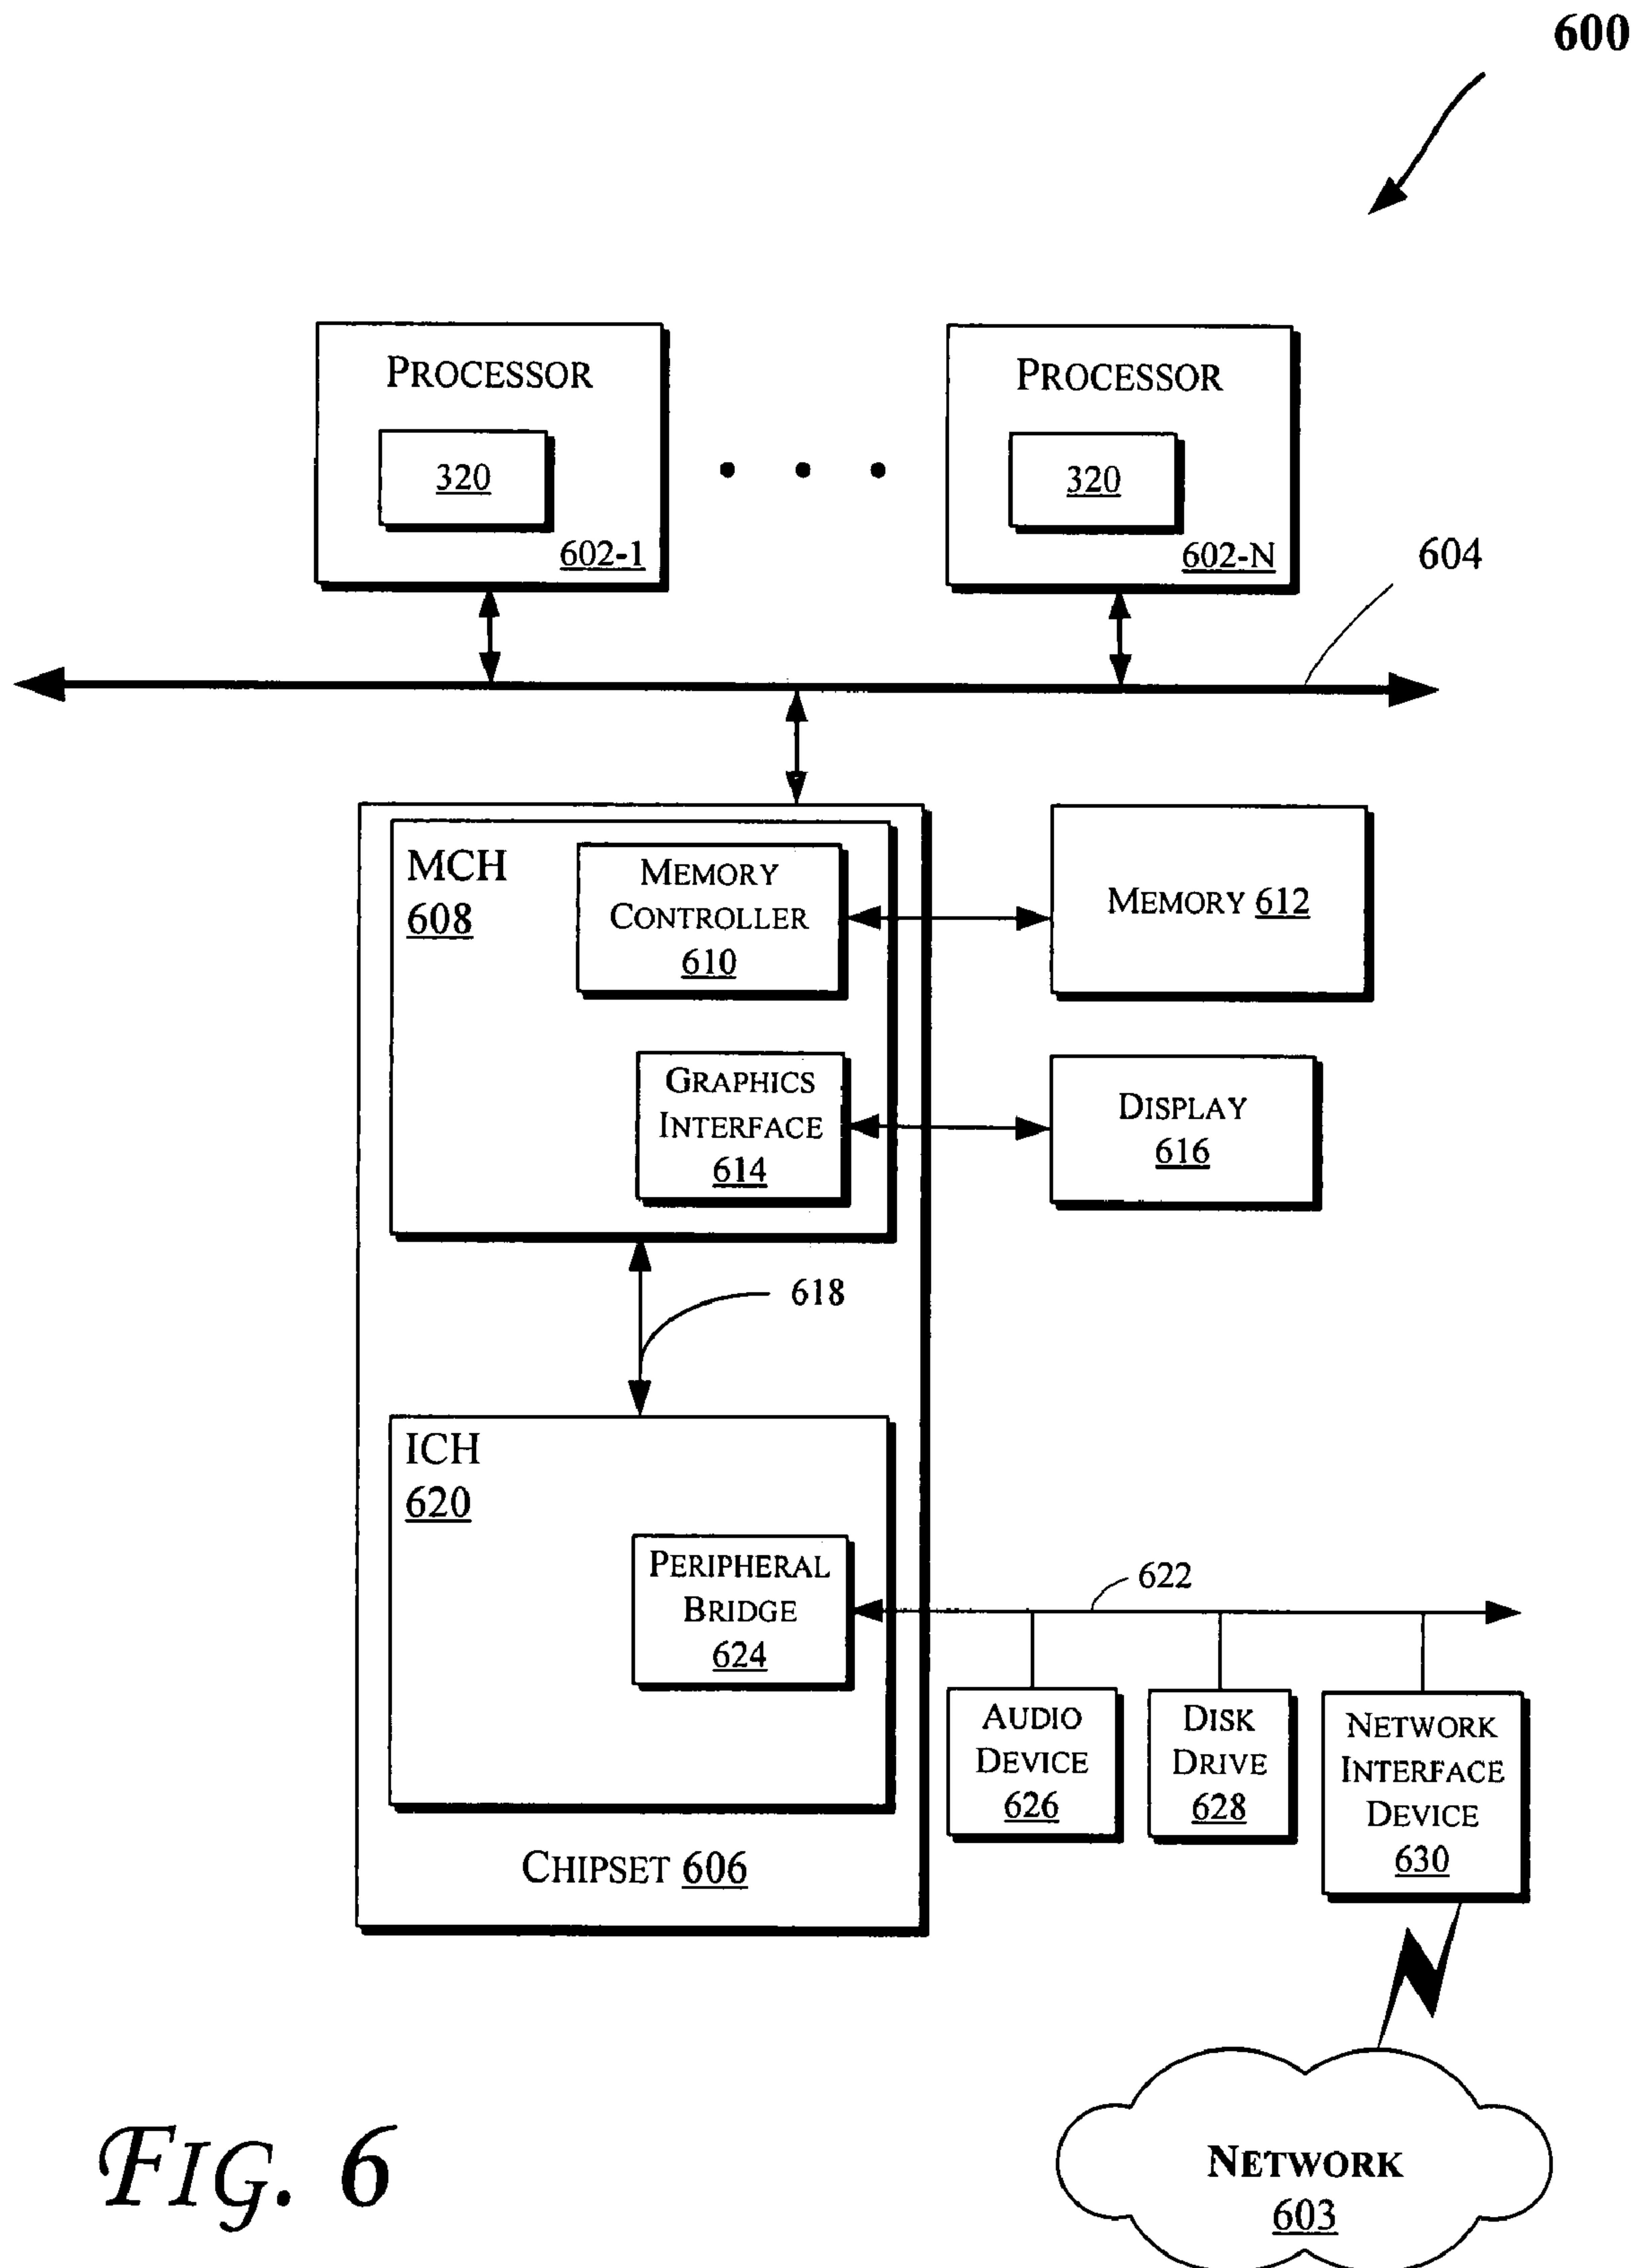 600
PROCESSOR
320
602-1
PROCESSOR
320
602-N
604
MCH
608
MEMORY
CONTROLLER
610
MEMORY 612
GRAPHICS
INTERFACE
614
DISPLAY
616
618
ICH
620
PERIPHERAL
BRIDGE
624
622
AUDIO
DEVICE
626
DISK
DRIVE
628
NETWORK
INTERFACE
DEVICE
630
CHIPSET 606
NETWORK
603
FIG. 6